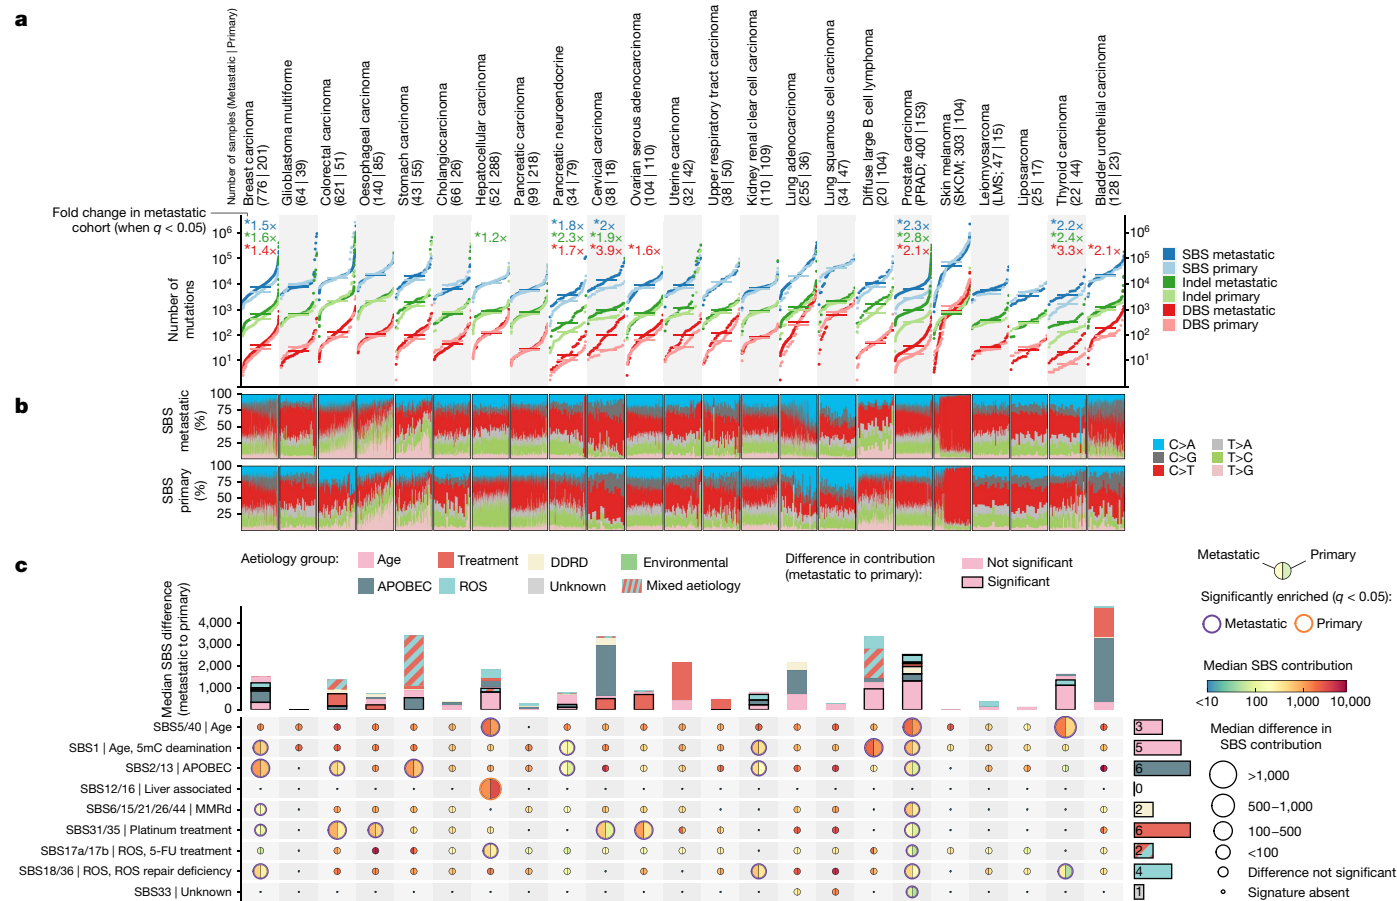 a
Number of samples (Metastatic | Primary)
Breast carcinoma
(776 | 201)
Glioblastoma multiforme
(64 | 39)
Colorectal carcinoma
(621 | 51)
Oesophageal carcinoma
(140 | 85)
Stomach carcinoma
(43 | 55)
Cholangiocarcinoma
(66 | 26)
Hepatocellular carcinoma
(52 | 288)
Pancreatic carcinoma
(99 | 218)
Pancreatic neuroendocrine
(34 | 79)
Cervical carcinoma
(38 | 18)
Ovarian serous adenocarcinoma
(104 | 110)
Uterine carcinoma
(32 | 42)
Upper respiratory tract carcinoma
(38 | 50)
Kidney renal clear cell carcinoma
(110 | 109)
Lung adenocarcinoma
(255 | 36)
Lung squamous cell carcinoma
(34 | 47)
Diffuse large B cell lymphoma
(20 | 104)
Prostate carcinoma
(PRAD; 400 | 153)
Skin melanoma
(SKCM; 303 | 104)
Leiomyosarcoma
(LMS; 47 | 15)
Liposarcoma
(25 | 17)
Thyroid carcinoma
(22 | 44)
Bladder urothelial carcinoma
(128 | 23)
Fold change in metastatic
cohort (when q < 0.05)
*1.5× *1.8× *2× *2.3× *2.2×
*1.6× *1.2× *2.3× *1.9× *2.8× *2.4×
*1.4× *1.7× *3.9× *1.6× *2.1× *3.3× *2.1×
Number of
mutations
10⁶
10⁵
10⁴
10³
10²
10¹
10⁶
10⁵
10⁴
10³
10²
10¹
SBS metastatic
SBS primary
Indel metastatic
Indel primary
DBS metastatic
DBS primary
b
SBS
metastatic
(%)
100
75
50
25
SBS
primary
(%)
100
75
50
25
C>A T>A
C>G T>C
C>T T>G
c
Aetiology group:
Age Treatment DDRD Environmental
APOBEC ROS Unknown Mixed aetiology
Difference in contribution
(metastatic to primary):
Not significant
Significant
Median SBS difference
(metastatic to primary)
4,000
3,000
2,000
1,000
0
SBS5/40 | Age
SBS1 | Age, 5mC deamination
SBS2/13 | APOBEC
SBS12/16 | Liver associated
SBS6/15/21/26/44 | MMRd
SBS31/35 | Platinum treatment
SBS17a/17b | ROS, 5-FU treatment
SBS18/36 | ROS, ROS repair deficiency
SBS33 | Unknown
3
5
6
0
2
6
2
4
1
Metastatic Primary
Significantly enriched (q < 0.05):
Metastatic Primary
Median SBS contribution
<10 100 1,000 >10,000
Median difference in
SBS contribution
>1,000
500–1,000
100–500
<100
Difference not significant
Signature absent